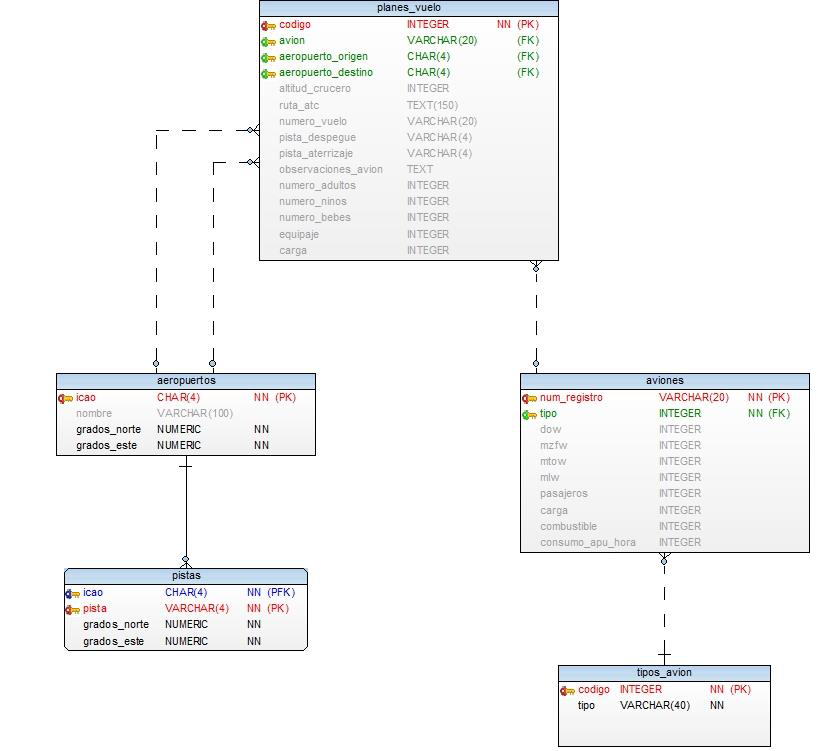 planes_vuelo
codigo INTEGER NN (PK)
avion VARCHAR(20) (FK)
aeropuerto_origen CHAR(4) (FK)
aeropuerto_destino CHAR(4) (FK)
altitud_crucero INTEGER
ruta_atc TEXT(150)
numero_vuelo VARCHAR(20)
pista_despegue VARCHAR(4)
pista_aterrizaje VARCHAR(4)
observaciones_avion TEXT
numero_adultos INTEGER
numero_ninos INTEGER
numero_bebes INTEGER
equipaje INTEGER
carga INTEGER
aeropuertos
icao CHAR(4) NN (PK)
nombre VARCHAR(100)
grados_norte NUMERIC NN
grados_este NUMERIC NN
aviones
num_registro VARCHAR(20) NN (PK)
tipo INTEGER NN (FK)
dow INTEGER
mzfw INTEGER
mtow INTEGER
mlw INTEGER
pasajeros INTEGER
carga INTEGER
combustible INTEGER
consumo_apu_hora INTEGER
pistas
icao CHAR(4) NN (PFK)
pista VARCHAR(4) NN (PK)
grados_norte NUMERIC NN
grados_este NUMERIC NN
tipos_avion
codigo INTEGER NN (PK)
tipo VARCHAR(40) NN